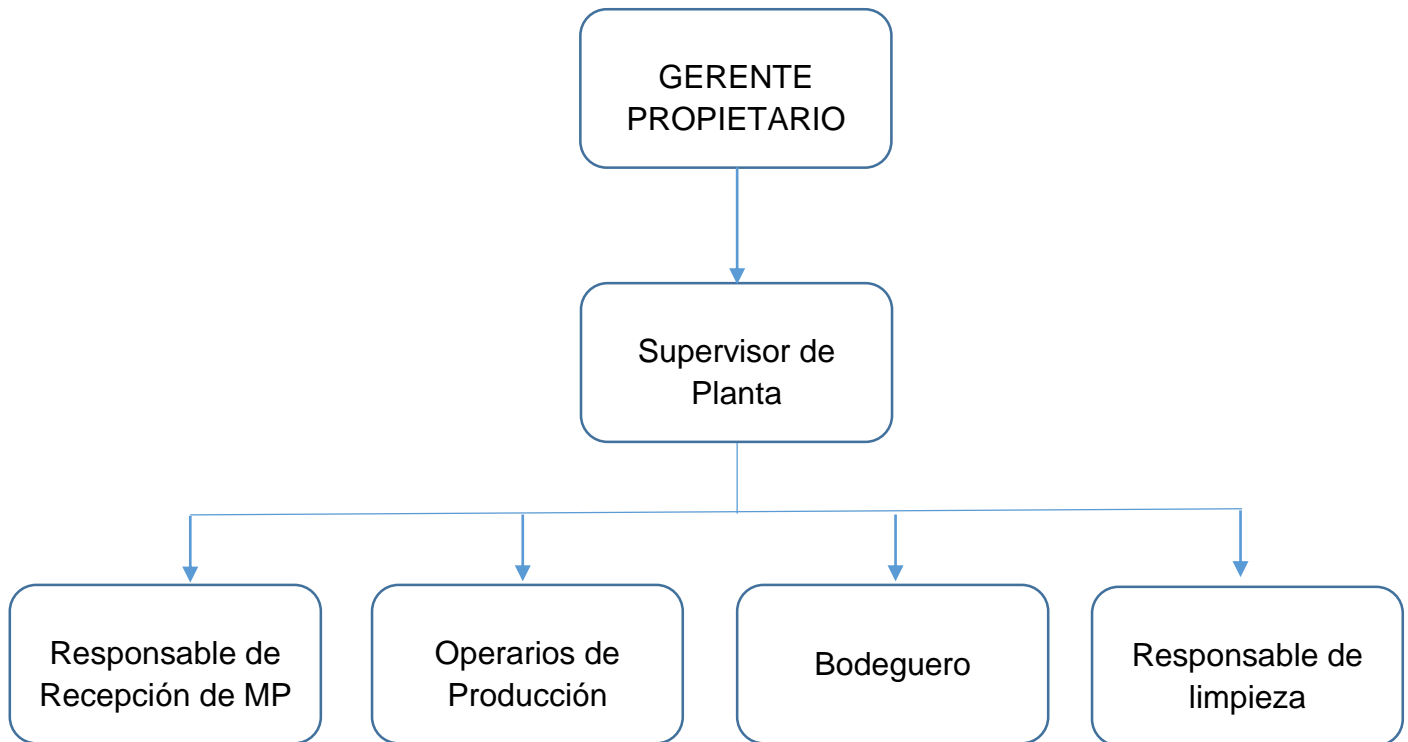 GERENTE
PROPIETARIO
Supervisor de
Planta
Responsable de
Recepción de MP
Operarios de
Producción
Bodeguero
Responsable de
limpieza